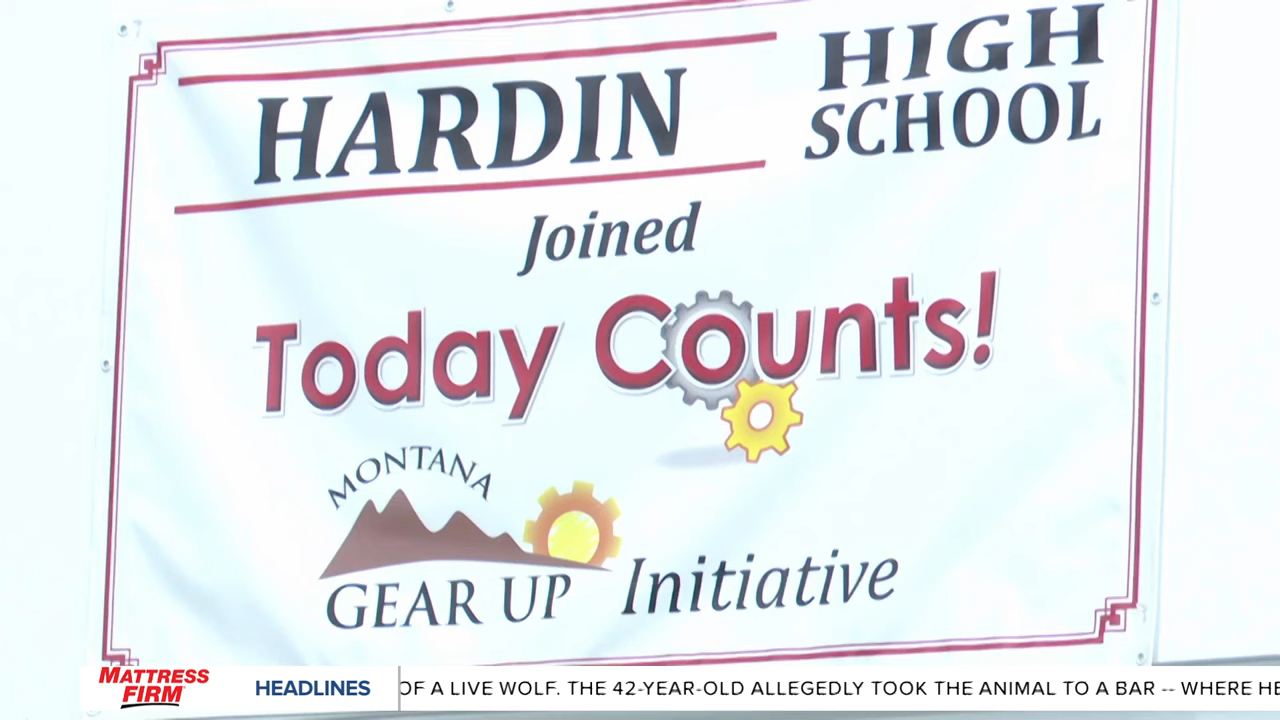 HARDIN
HIGH
SCHOOL
Joined
Today Counts!
MONTANA
GEAR UP
Initiative
MATTRESS
FIRM
HEADLINES
OF A LIVE WOLF. THE 42-YEAR-OLD ALLEGEDLY TOOK THE ANIMAL TO A BAR -- WHERE HE